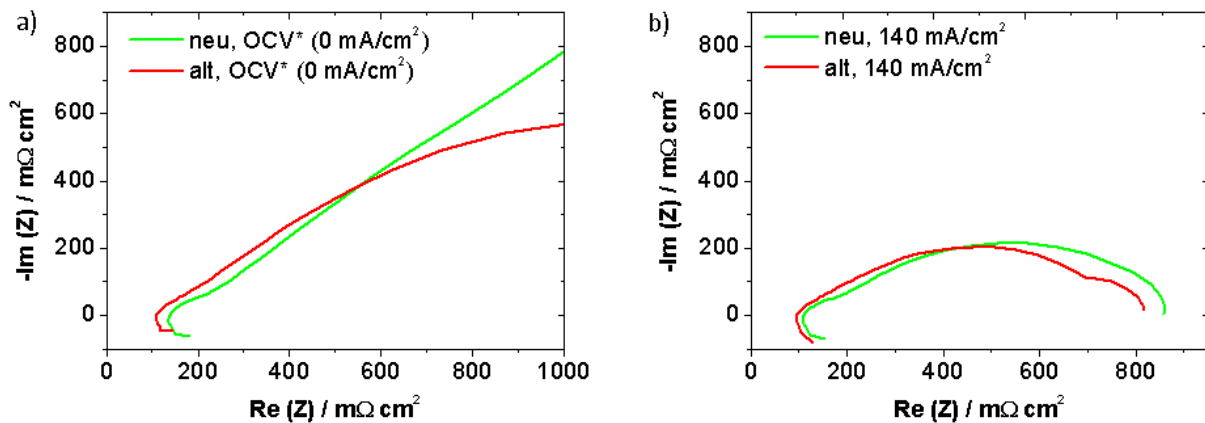 a)
neu, OCV* (0 mA/cm²)
alt, OCV* (0 mA/cm²)
-Im (Z) / mΩ cm²
800
600
400
200
0
0 200 400 600 800 1000
Re (Z) / mΩ cm²
b)
neu, 140 mA/cm²
alt, 140 mA/cm²
-Im (Z) / mΩ cm²
800
600
400
200
0
0 200 400 600 800
Re (Z) / mΩ cm²